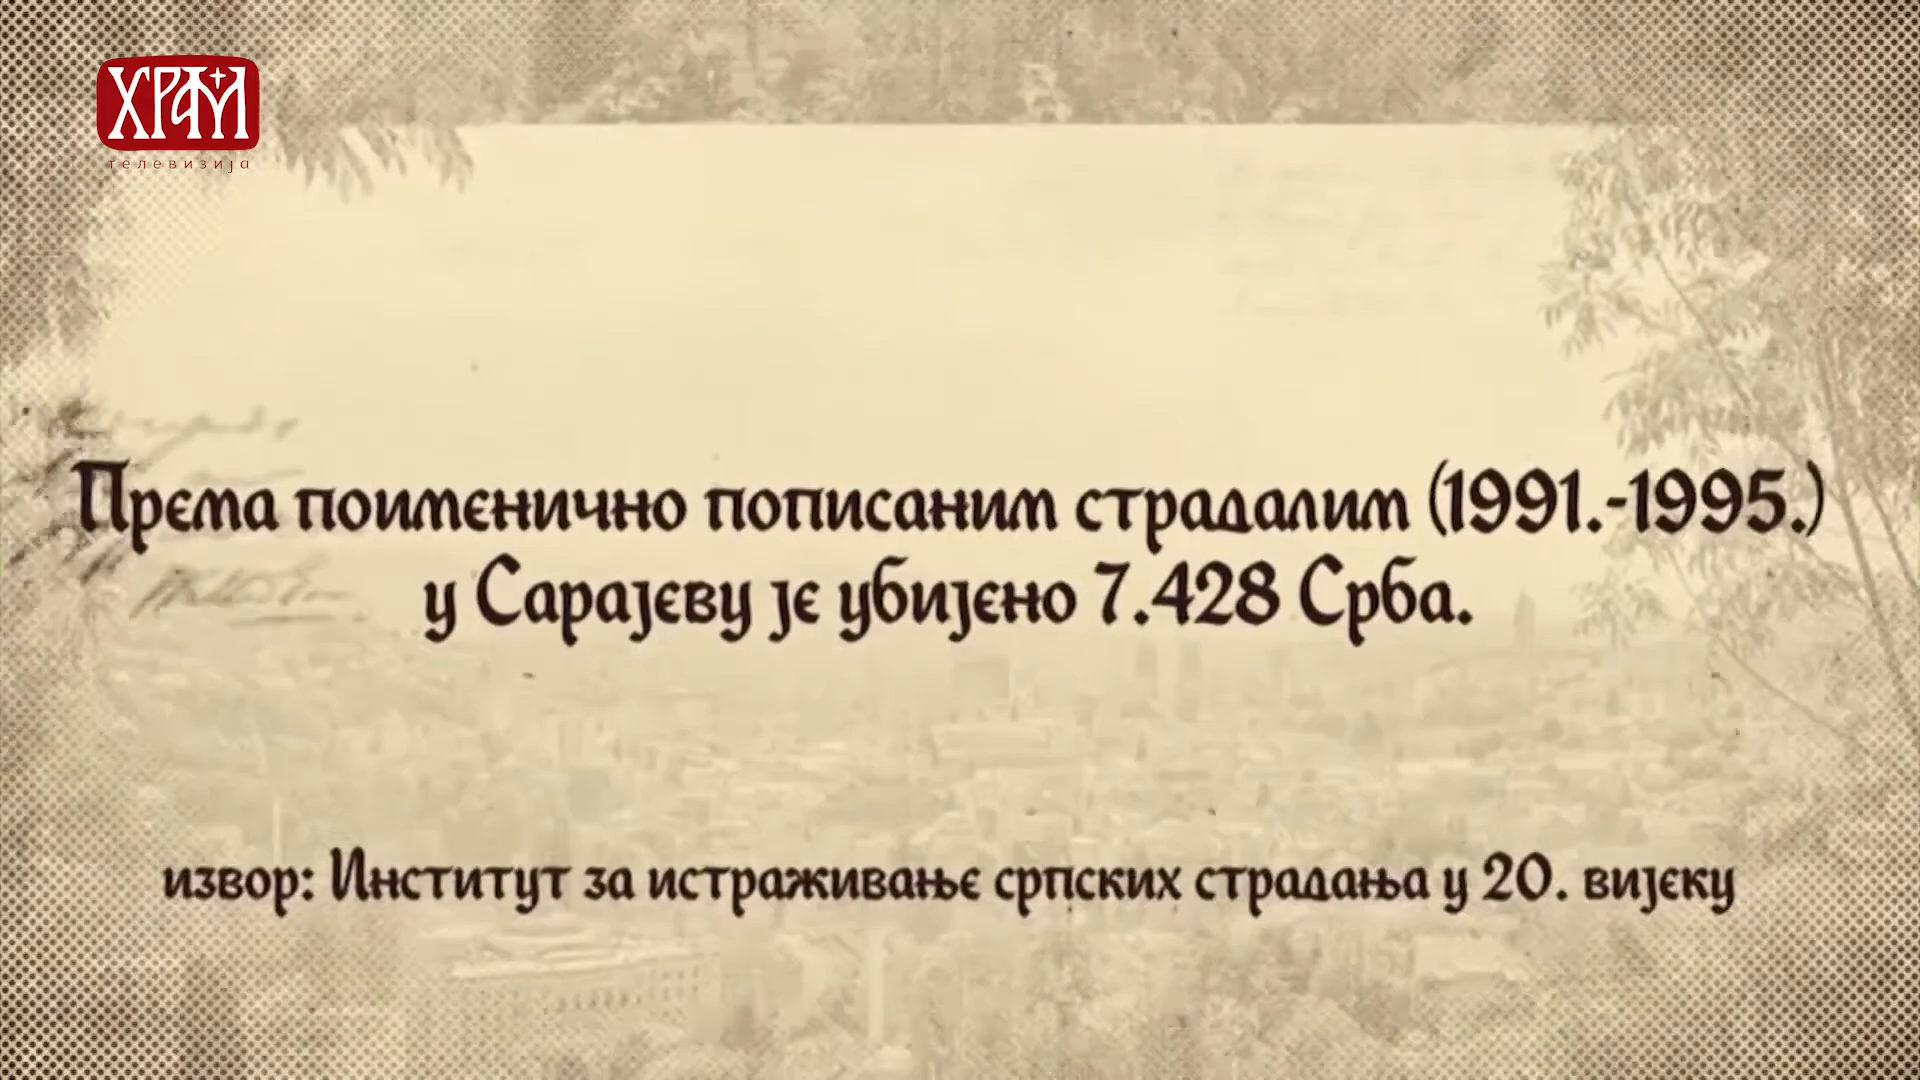 ХРАМ
телевизија
Према поименично пописаним страдалим (1991.-1995.)
у Сарајеву је убијено 7.428 Срба.
извор: Институт за истраживање српских страдања у 20. вијеку